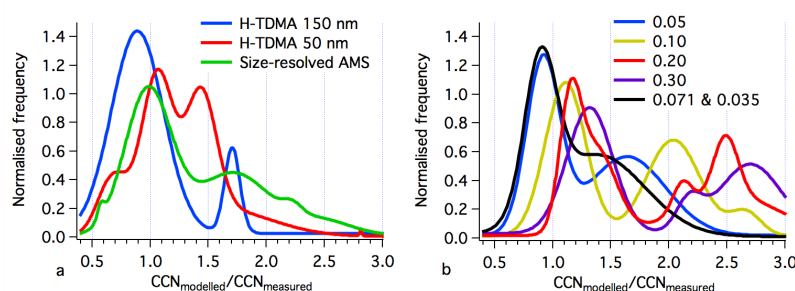 H-TDMA 150 nm
H-TDMA 50 nm
Size-resolved AMS
Normalised frequency
1.4
1.2
1.0
0.8
0.6
0.4
0.2
0.0
0.5 1.0 1.5 2.0 2.5 3.0
a
CCNmodelled/CCNmeasured
0.05
0.10
0.20
0.30
0.071 & 0.035
Normalised frequency
1.4
1.2
1.0
0.8
0.6
0.4
0.2
0.0
0.5 1.0 1.5 2.0 2.5 3.0
b
CCNmodelled/CCNmeasured